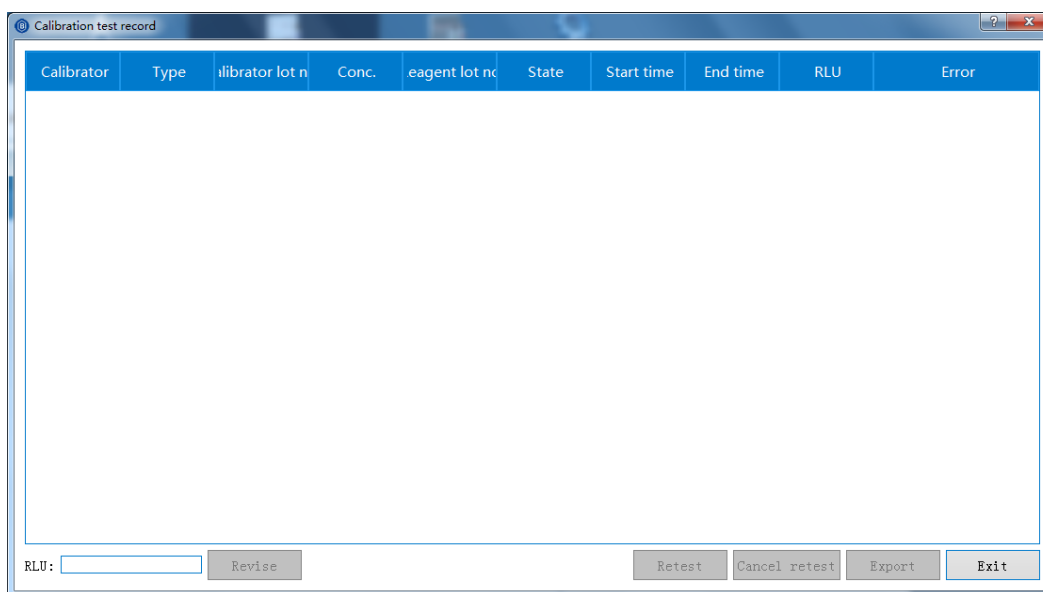 Calibration test record
Calibrator Type alibrator lot n Conc. eagent lot no State Start time End time RLU Error
RLU: Revise Retest Cancel retest Export Exit